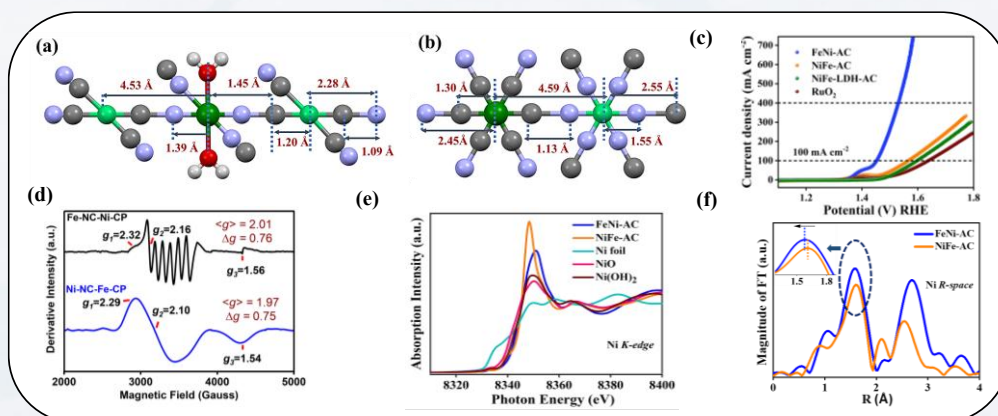 (a)
4.53 Å
1.45 Å
2.28 Å
1.39 Å
1.20 Å
1.09 Å
(b)
1.30 Å
4.59 Å
2.55 Å
2.45Å
1.13 Å
1.55 Å
(c)
Current density (mA cm⁻²)
700
600
500
400
300
200
100
0
FeNi-AC
NiFe-AC
NiFe-LDH-AC
RuO₂
100 mA cm⁻²
1.2
1.4
1.6
1.8
Potential (V) RHE
(d)
Derivative Intensity (a.u.)
Fe-NC-Ni-CP
g₁=2.32
g₂=2.16
<g> = 2.01
Δg = 0.76
g₃=1.56
Ni-NC-Fe-CP
g₁=2.29
g₂=2.10
<g> = 1.97
Δg = 0.75
g₃=1.54
2000
3000
4000
5000
Magnetic Field (Gauss)
(e)
Absorption Intensity (a.u.)
FeNi-AC
NiFe-AC
Ni foil
NiO
Ni(OH)₂
Ni K-edge
8320
8340
8360
8380
8400
Photon Energy (eV)
(f)
Magnitude of FT (a.u.)
FeNi-AC
NiFe-AC
1.5
1.8
Ni R-space
0
1
2
3
4
R (Å)